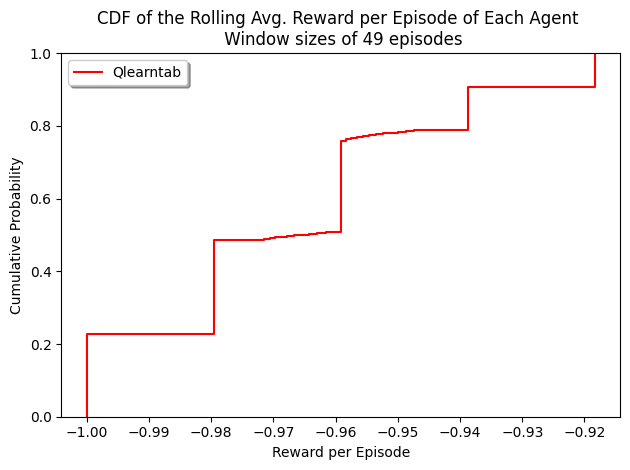 CDF of the Rolling Avg. Reward per Episode of Each Agent
Window sizes of 49 episodes
Qlearntab
Cumulative Probability
1.0
0.8
0.6
0.4
0.2
0.0
−1.00 −0.99 −0.98 −0.97 −0.96 −0.95 −0.94 −0.93 −0.92
Reward per Episode